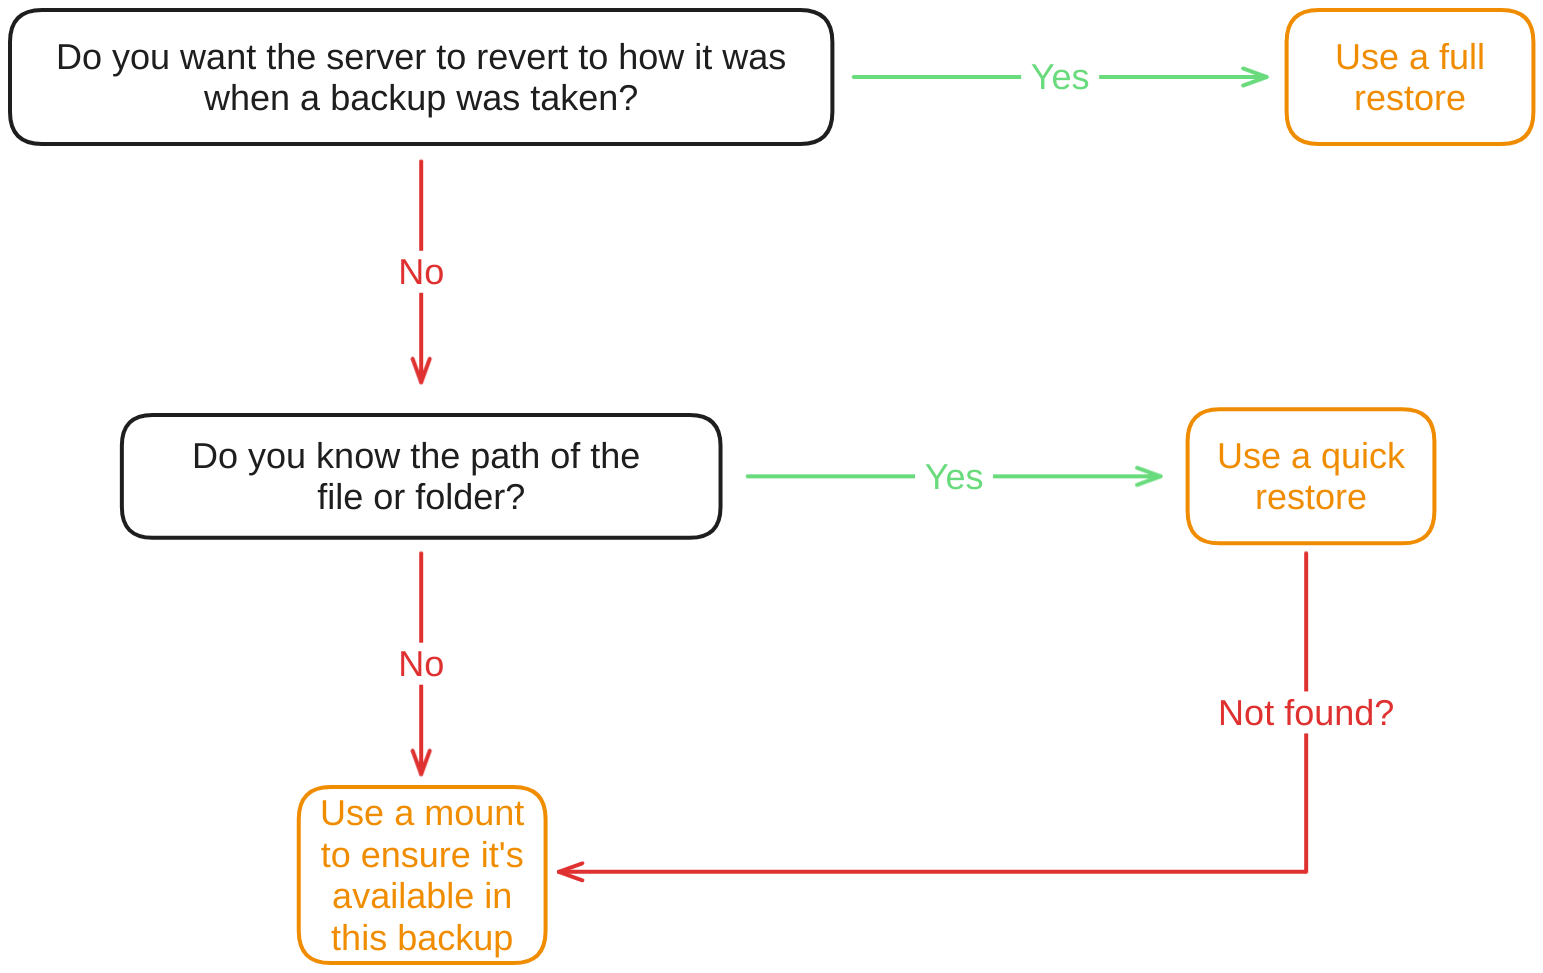 Do you want the server to revert to how it was
when a backup was taken?
Yes
Use a full
restore
No
Do you know the path of the
file or folder?
Yes
Use a quick
restore
No
Not found?
Use a mount
to ensure it's
available in
this backup